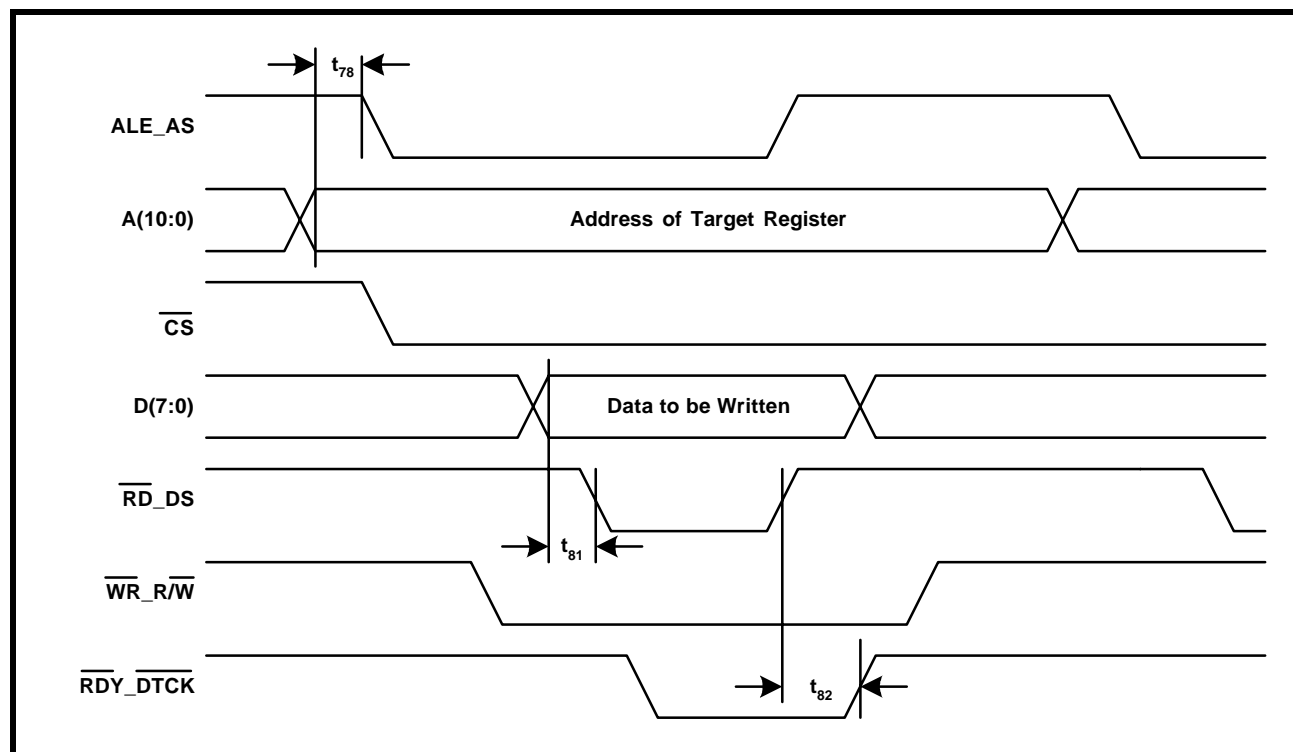 t78
ALE_AS
A(10:0)
Address of Target Register
CS
D(7:0)
Data to be Written
RD_DS
t81
WR_R/W
RDY_DTCK
t82